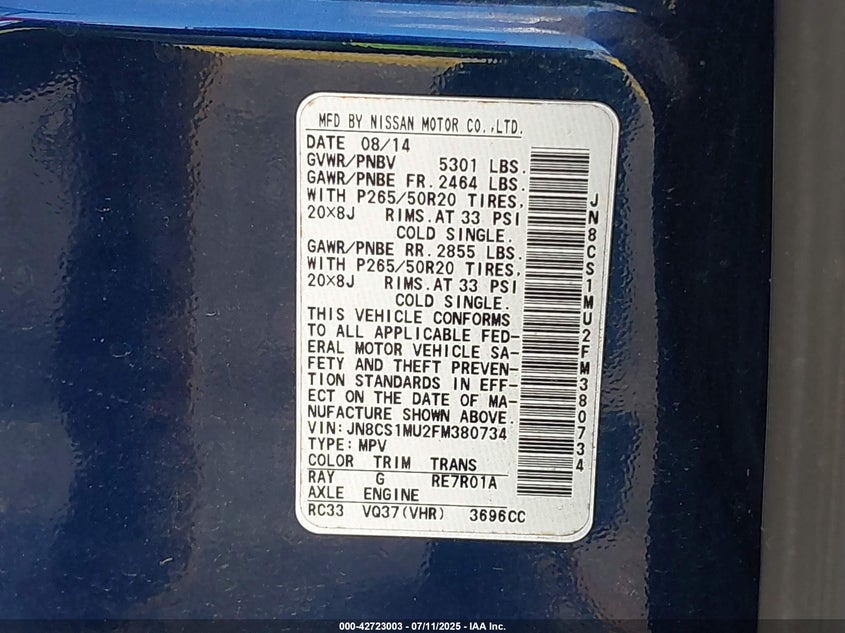 MFD BY NISSAN MOTOR CO.,LTD.
DATE 08/14
GVWR/PNBV 5301 LBS.
GAWR/PNBE FR. 2464 LBS.
WITH P265/50R20 TIRES,
20×8J RIMS.AT 33 PSI
COLD SINGLE.
GAWR/PNBE RR. 2855 LBS.
WITH P265/50R20 TIRES,
20×8J RIMS.AT 33 PSI
COLD SINGLE.
THIS VEHICLE CONFORMS
TO ALL APPLICABLE FED-
ERAL MOTOR VEHICLE SA-
FETY AND THEFT PREVEN-
TION STANDARDS IN EFF-
ECT ON THE DATE OF MA-
NUFACTURE SHOWN ABOVE.
VIN:JN8CS1MU2FM380734
TYPE:MPV
COLOR TRIM TRANS
RAY G RE7R01A
AXLE ENGINE
RC33 VQ37(VHR) 3696CC
JN8CS1MU2FM380734
000-42723003 - 07/11/2025 - IAA Inc.